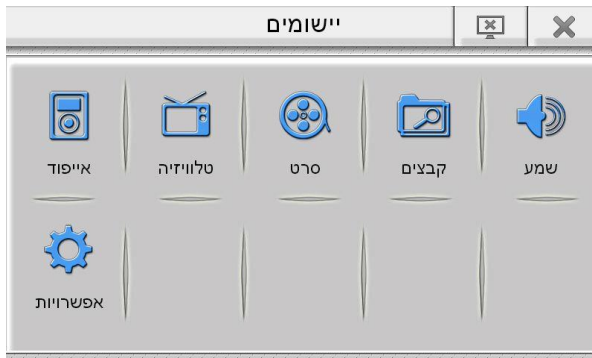 יישומים
שמע
קבצים
סרט
טלוויזיה
אייפוד
אפשרויות